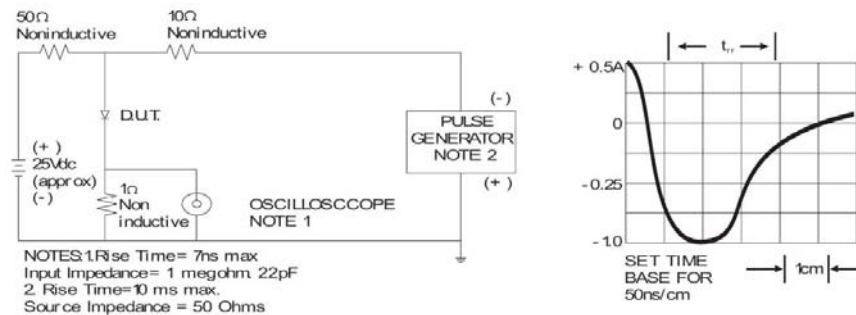 50Ω
Noninductive
10Ω
Noninductive
D.U.T.
(+)
25Vdc
(approx)
(-)
1Ω
Non
inductive
OSCILLOSCCOPE
NOTE 1
(-)
PULSE
GENERATOR
NOTE 2
(+)
NOTES:1.Rise Time= 7ns max
Input Impedance= 1 megohm. 22pF
2. Rise Time=10 ms max.
Source Impedance = 50 Ohms
trr
+ 0.5A
0
-0.25
-1.0
SET TIME
BASE FOR
50ns/cm
1cm